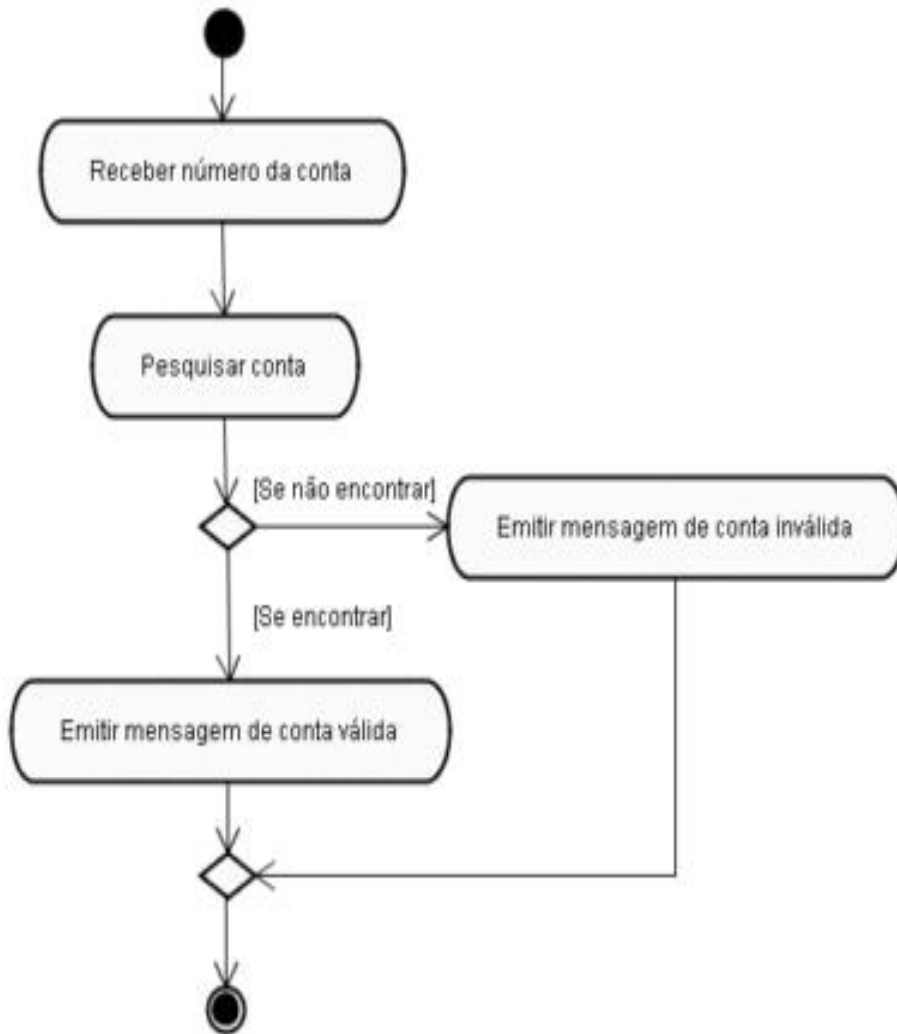 Receber número da conta
Pesquisar conta
[Se não encontrar]
Emitir mensagem de conta inválida
[Se encontrar]
Emitir mensagem de conta válida